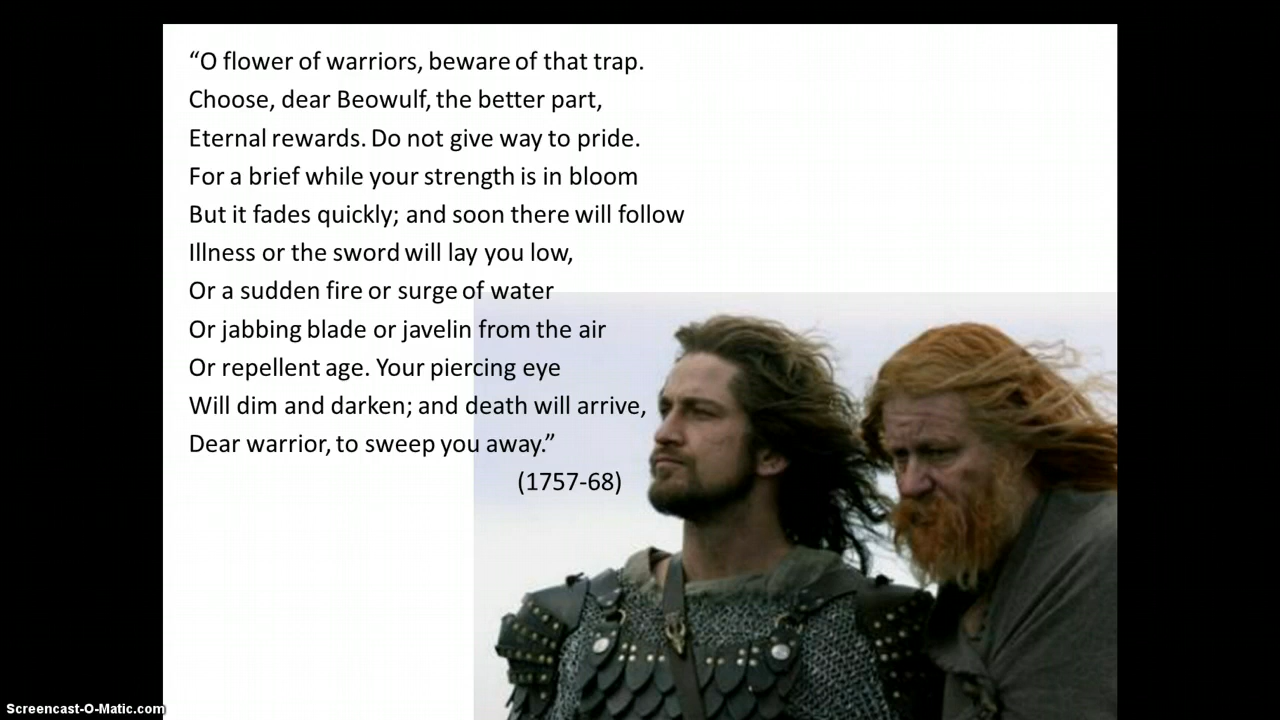 “O flower of warriors, beware of that trap.
Choose, dear Beowulf, the better part,
Eternal rewards. Do not give way to pride.
For a brief while your strength is in bloom
But it fades quickly; and soon there will follow
Illness or the sword will lay you low,
Or a sudden fire or surge of water
Or jabbing blade or javelin from the air
Or repellent age. Your piercing eye
Will dim and darken; and death will arrive,
Dear warrior, to sweep you away.”
(1757-68)
Screencast-O-Matic.com